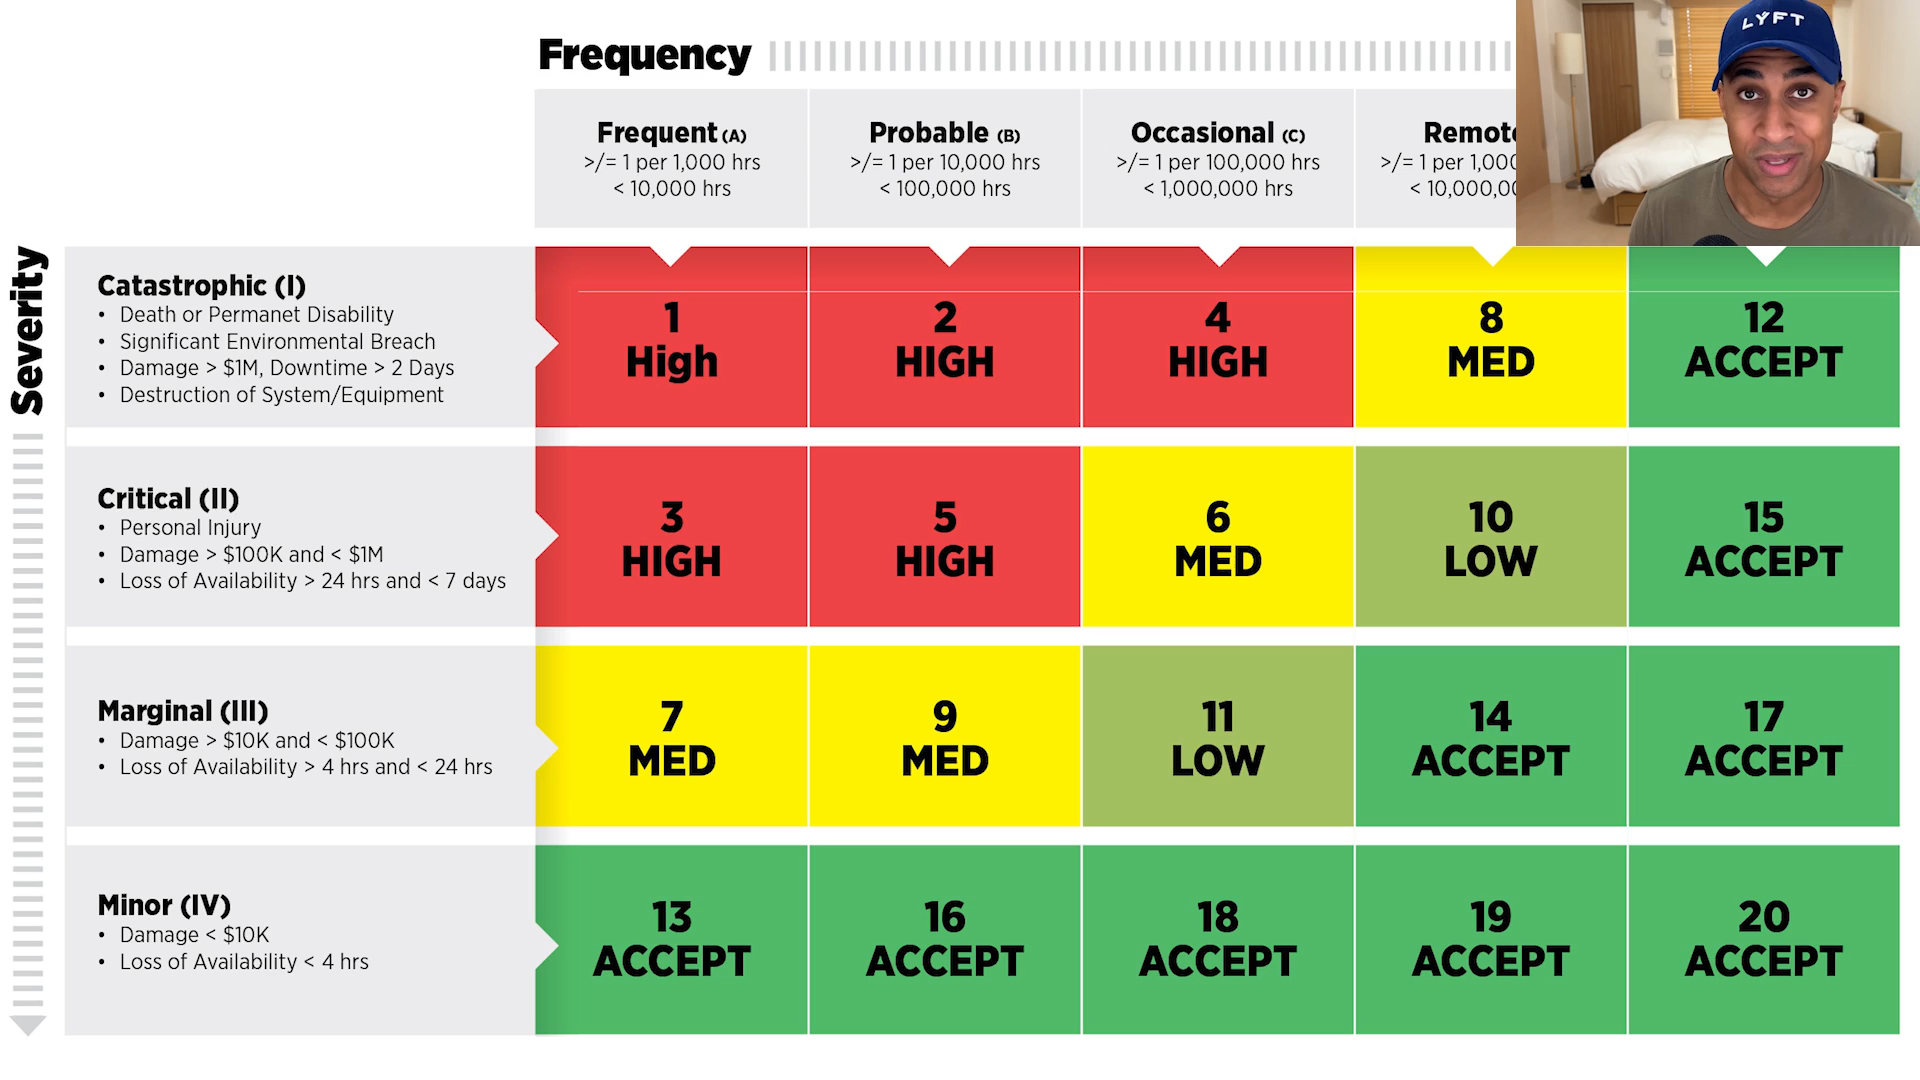 LYFT
Frequency
Frequent (A)
>/= 1 per 1,000 hrs
< 10,000 hrs
Probable (B)
>/= 1 per 10,000 hrs
< 100,000 hrs
Occasional (C)
>/= 1 per 100,000 hrs
< 1,000,000 hrs
Remote
>/= 1 per 1,000
< 10,000,00
Severity
Catastrophic (I)
• Death or Permanet Disability
• Significant Environmental Breach
• Damage > $1M, Downtime > 2 Days
• Destruction of System/Equipment
1
High
2
HIGH
4
HIGH
8
MED
12
ACCEPT
Critical (II)
• Personal Injury
• Damage > $100K and < $1M
• Loss of Availability > 24 hrs and < 7 days
3
HIGH
5
HIGH
6
MED
10
LOW
15
ACCEPT
Marginal (III)
• Damage > $10K and < $100K
• Loss of Availability > 4 hrs and < 24 hrs
7
MED
9
MED
11
LOW
14
ACCEPT
17
ACCEPT
Minor (IV)
• Damage < $10K
• Loss of Availability < 4 hrs
13
ACCEPT
16
ACCEPT
18
ACCEPT
19
ACCEPT
20
ACCEPT